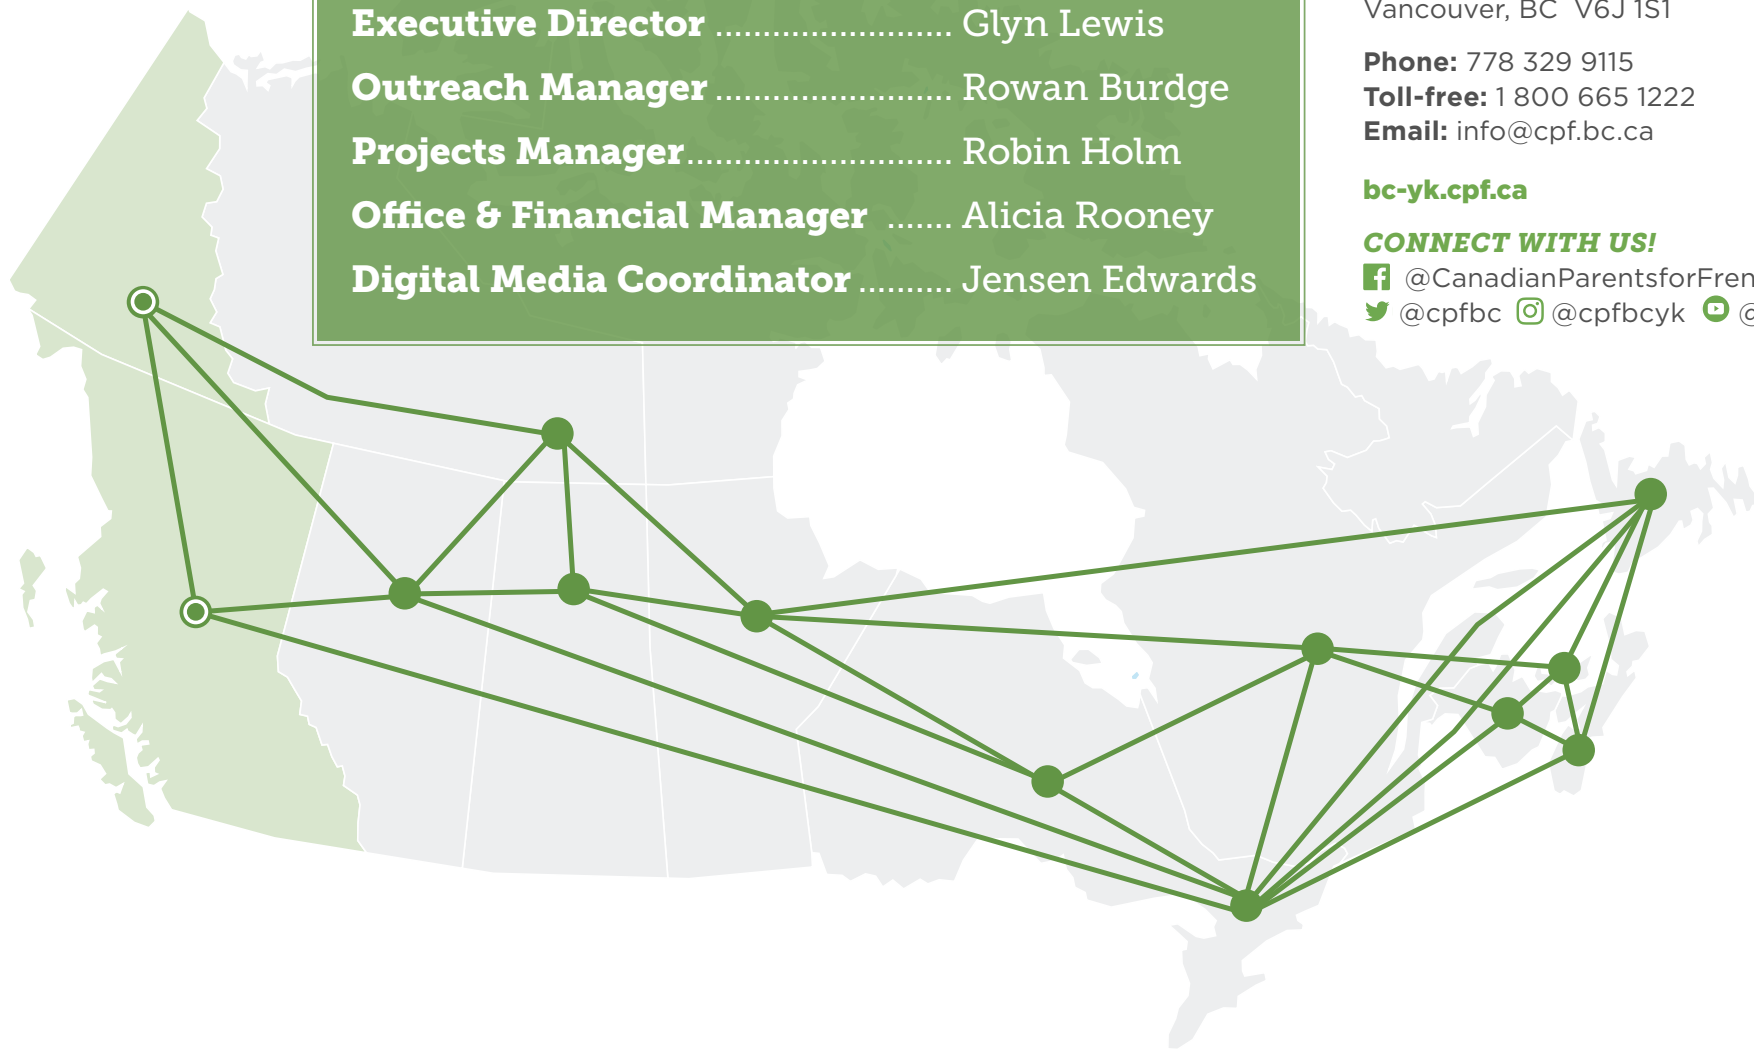 Executive Director ......................... Glyn Lewis
Outreach Manager ......................... Rowan Burdge
Projects Manager............................ Robin Holm
Office & Financial Manager ....... Alicia Rooney
Digital Media Coordinator .......... Jensen Edwards
Vancouver, BC V6J 1S1
Phone: 778 329 9115
Toll-free: 1 800 665 1222
Email: info@cpf.bc.ca
bc-yk.cpf.ca
CONNECT WITH US!
@CanadianParentsforFren
@cpfbc @cpfbcyk @